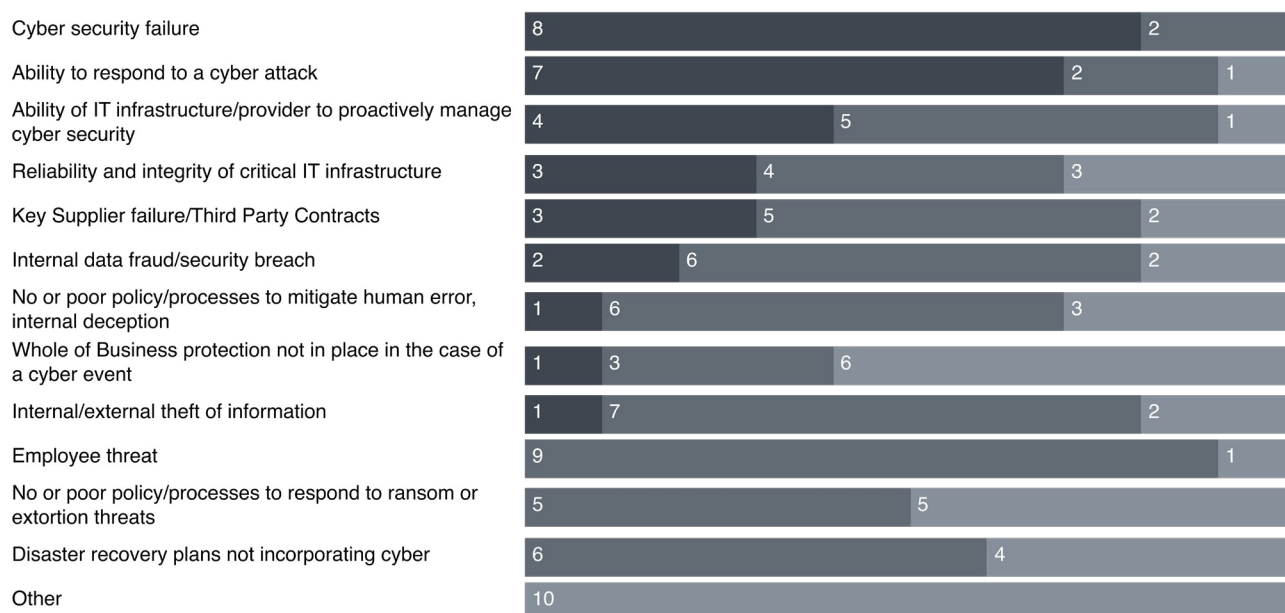 Cyber security failure 8 2
Ability to respond to a cyber attack 7 2 1
Ability of IT infrastructure/provider to proactively manage
cyber security 4 5 1
Reliability and integrity of critical IT infrastructure 3 4 3
Key Supplier failure/Third Party Contracts 3 5 2
Internal data fraud/security breach 2 6 2
No or poor policy/processes to mitigate human error,
internal deception 1 6 3
Whole of Business protection not in place in the case of
a cyber event 1 3 6
Internal/external theft of information 1 7 2
Employee threat 9 1
No or poor policy/processes to respond to ransom or
extortion threats 5 5
Disaster recovery plans not incorporating cyber 6 4
Other 10